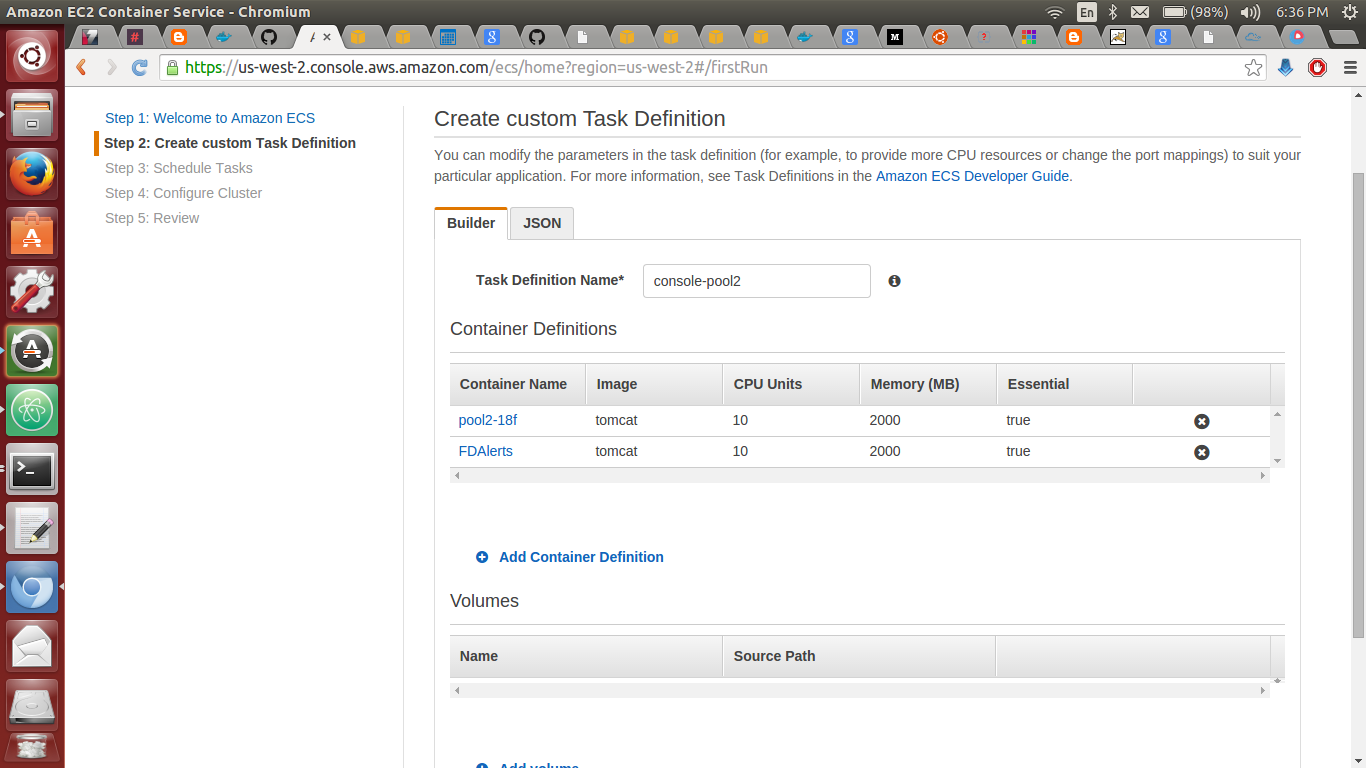 Amazon EC2 Container Service - Chromium
En
(98%)
6:36 PM
https://us-west-2.console.aws.amazon.com/ecs/home?region=us-west-2#/firstRun
Step 1: Welcome to Amazon ECS
Step 2: Create custom Task Definition
Step 3: Schedule Tasks
Step 4: Configure Cluster
Step 5: Review
Create custom Task Definition
You can modify the parameters in the task definition (for example, to provide more CPU resources or change the port mappings) to suit your
particular application. For more information, see Task Definitions in the Amazon ECS Developer Guide.
Builder
JSON
Task Definition Name*
console-pool2
Container Definitions
Container Name Image CPU Units Memory (MB) Essential
pool2-18f tomcat 10 2000 true
FDAlerts tomcat 10 2000 true
Add Container Definition
Volumes
Name Source Path
Add volume